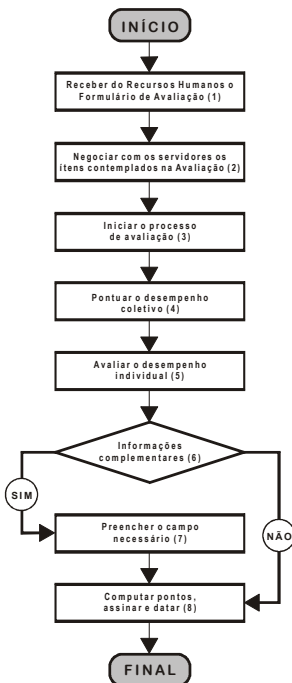 INÍCIO
Receber do Recursos Humanos o
Formulário de Avaliação (1)
Negociar com os servidores os
ítens contemplados na Avaliação (2)
Iniciar o processo
de avaliação (3)
Pontuar o desempenho
coletivo (4)
Avaliar o desempenho
individual (5)
Informações
complementares (6)
SIM
NÃO
Preencher o campo
necessário (7)
Computar pontos,
assinar e datar (8)
FINAL